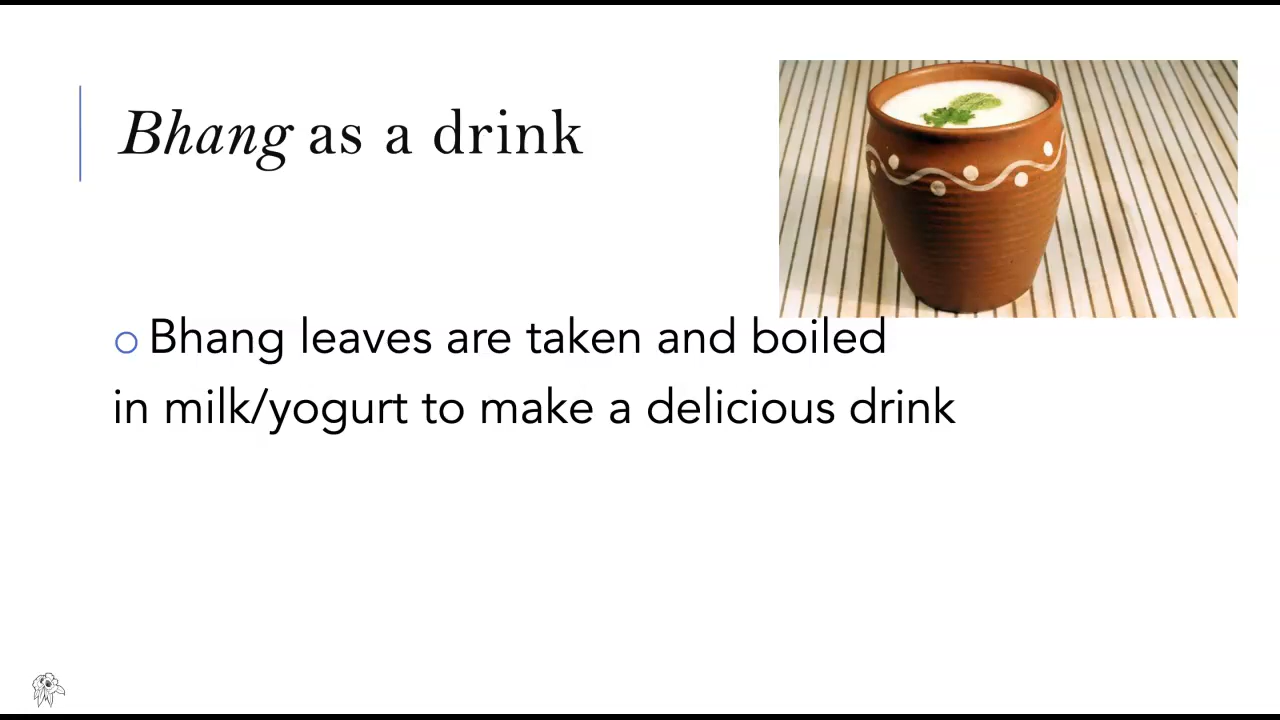 Bhang as a drink
Bhang leaves are taken and boiled
in milk/yogurt to make a delicious drink